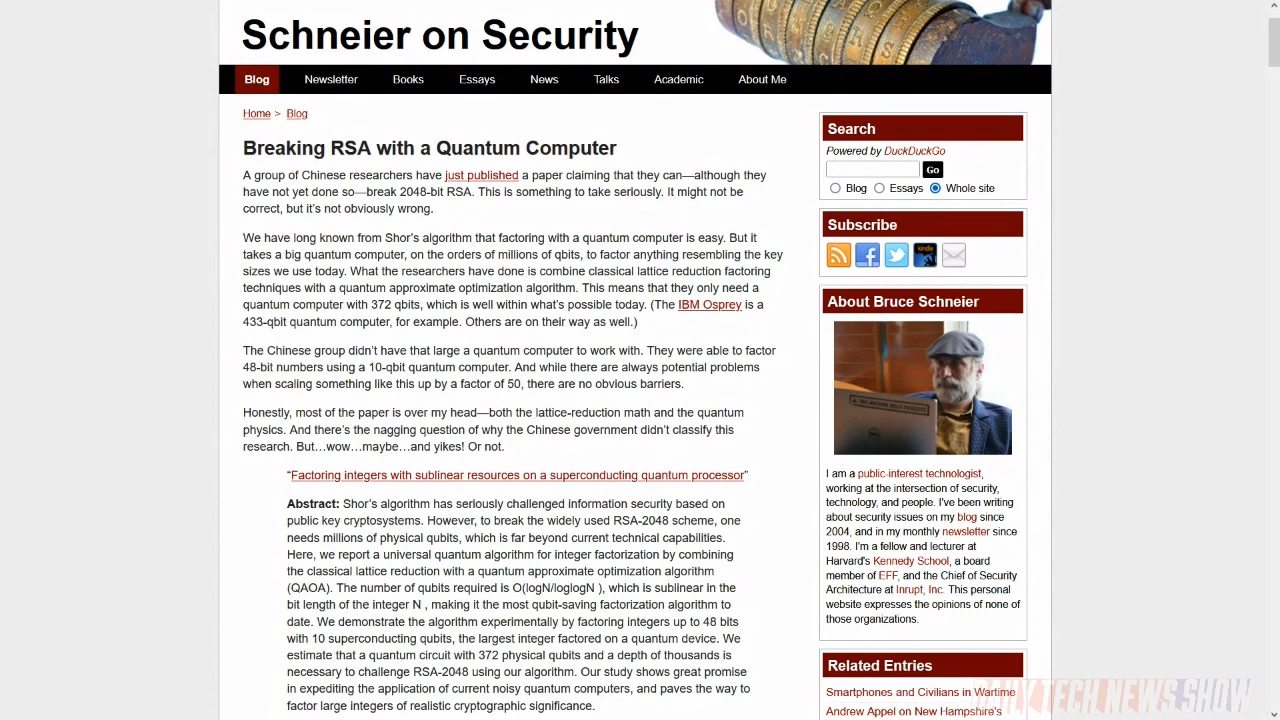 Schneier on Security
Blog Newsletter Books Essays News Talks Academic About Me
Home > Blog
Breaking RSA with a Quantum Computer
A group of Chinese researchers have just published a paper claiming that they can—although they
have not yet done so—break 2048-bit RSA. This is something to take seriously. It might not be
correct, but it's not obviously wrong.
We have long known from Shor's algorithm that factoring with a quantum computer is easy. But it
takes a big quantum computer, on the orders of millions of qbits, to factor anything resembling the key
sizes we use today. What the researchers have done is combine classical lattice reduction factoring
techniques with a quantum approximate optimization algorithm. This means that they only need a
quantum computer with 372 qbits, which is well within what's possible today. (The IBM Osprey is a
433-qbit quantum computer, for example. Others are on their way as well.)
The Chinese group didn't have that large a quantum computer to work with. They were able to factor
48-bit numbers using a 10-qbit quantum computer. And while there are always potential problems
when scaling something like this up by a factor of 50, there are no obvious barriers.
Honestly, most of the paper is over my head—both the lattice-reduction math and the quantum
physics. And there's the nagging question of why the Chinese government didn't classify this
research. But…wow…maybe…and yikes! Or not.
“Factoring integers with sublinear resources on a superconducting quantum processor”
Abstract: Shor's algorithm has seriously challenged information security based on
public key cryptosystems. However, to break the widely used RSA-2048 scheme, one
needs millions of physical qubits, which is far beyond current technical capabilities.
Here, we report a universal quantum algorithm for integer factorization by combining
the classical lattice reduction with a quantum approximate optimization algorithm
(QAOA). The number of qubits required is O(logN/loglogN ), which is sublinear in the
bit length of the integer N , making it the most qubit-saving factorization algorithm to
date. We demonstrate the algorithm experimentally by factoring integers up to 48 bits
with 10 superconducting qubits, the largest integer factored on a quantum device. We
estimate that a quantum circuit with 372 physical qubits and a depth of thousands is
necessary to challenge RSA-2048 using our algorithm. Our study shows great promise
in expediting the application of current noisy quantum computers, and paves the way to
factor large integers of realistic cryptographic significance.
Search
Powered by DuckDuckGo
Go
Blog Essays Whole site
Subscribe
kindle
About Bruce Schneier
I am a public-interest technologist,
working at the intersection of security,
technology, and people. I've been writing
about security issues on my blog since
2004, and in my monthly newsletter since
1998. I'm a fellow and lecturer at
Harvard's Kennedy School, a board
member of EFF, and the Chief of Security
Architecture at Inrupt, Inc. This personal
website expresses the opinions of none of
those organizations.
Related Entries
Smartphones and Civilians in Wartime
Andrew Appel on New Hampshire's
DAILY TECH NEWS SHOW